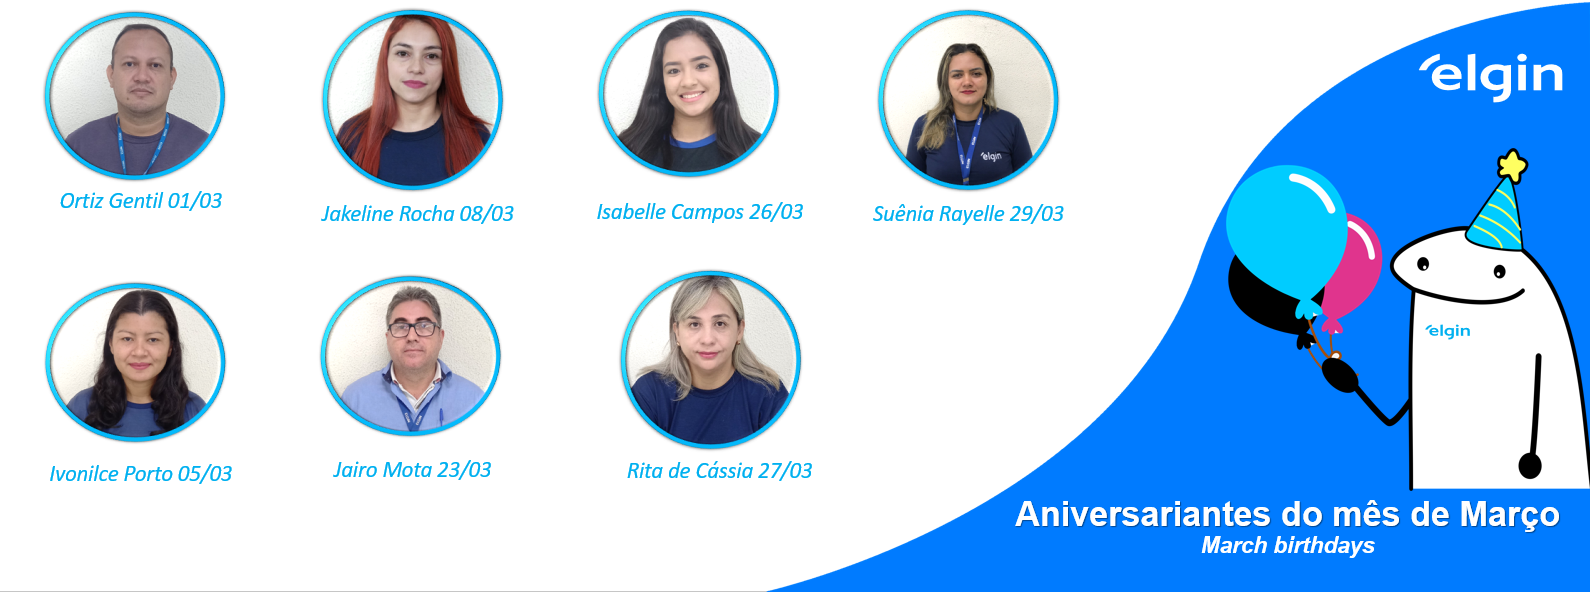 elgin
Ortiz Gentil 01/03
Jakeline Rocha 08/03
Isabelle Campos 26/03
Suênia Rayelle 29/03
elgin
Ivonilce Porto 05/03
Jairo Mota 23/03
Rita de Cássia 27/03
elgin
Aniversariantes do mês de Março
March birthdays